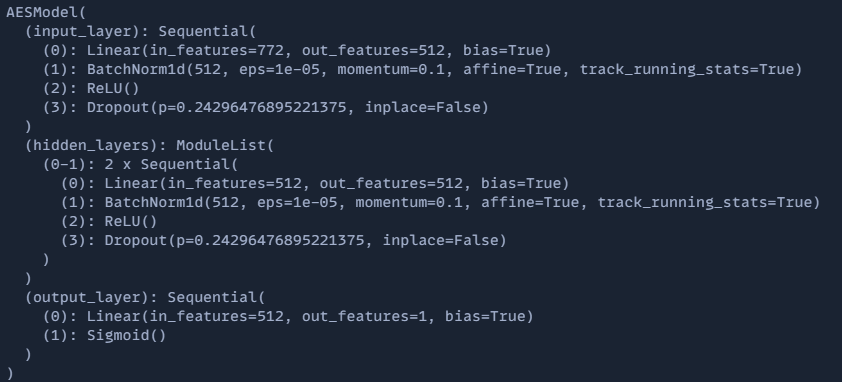 AESModel(
  (input_layer): Sequential(
    (0): Linear(in_features=772, out_features=512, bias=True)
    (1): BatchNorm1d(512, eps=1e-05, momentum=0.1, affine=True, track_running_stats=True)
    (2): ReLU()
    (3): Dropout(p=0.24296476895221375, inplace=False)
  )
  (hidden_layers): ModuleList(
    (0-1): 2 x Sequential(
      (0): Linear(in_features=512, out_features=512, bias=True)
      (1): BatchNorm1d(512, eps=1e-05, momentum=0.1, affine=True, track_running_stats=True)
      (2): ReLU()
      (3): Dropout(p=0.24296476895221375, inplace=False)
    )
  )
  (output_layer): Sequential(
    (0): Linear(in_features=512, out_features=1, bias=True)
    (1): Sigmoid()
  )
)